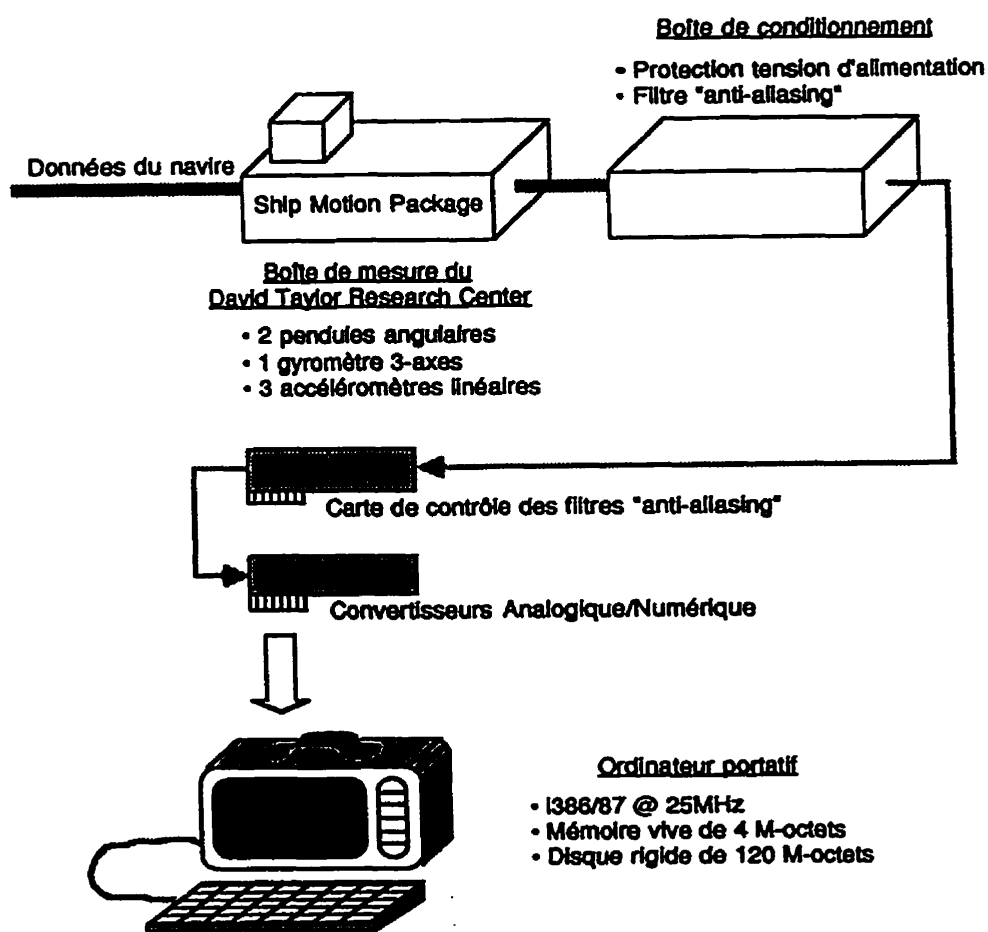 Boîte de conditionnement
• Protection tension d'alimentation
• Filtre "anti-aliasing"
Données du navire
Ship Motion Package
Boîte de mesure du
David Taylor Research Center
• 2 pendules angulaires
• 1 gyromètre 3-axes
• 3 accéléromètres linéaires
Carte de contrôle des filtres "anti-aliasing"
Convertisseurs Analogique/Numérique
Ordinateur portatif
• i386/87 @ 25MHz
• Mémoire vive de 4 M-octets
• Disque rigide de 120 M-octets